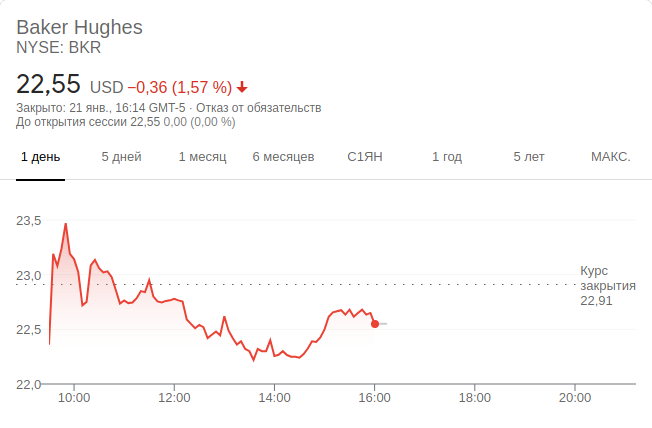 Baker Hughes
NYSE: BKR
22,55 USD −0,36 (1,57 %)
Закрыто: 21 янв., 16:14 GMT-5 · Отказ от обязательств
До открытия сессии 22,55 0,00 (0,00 %)
1 день 5 дней 1 месяц 6 месяцев С1ЯН 1 год 5 лет МАКС.
23,5
23,0
22,5
22,0
Курс
закрытия
22,91
10:00 12:00 14:00 16:00 18:00 20:00